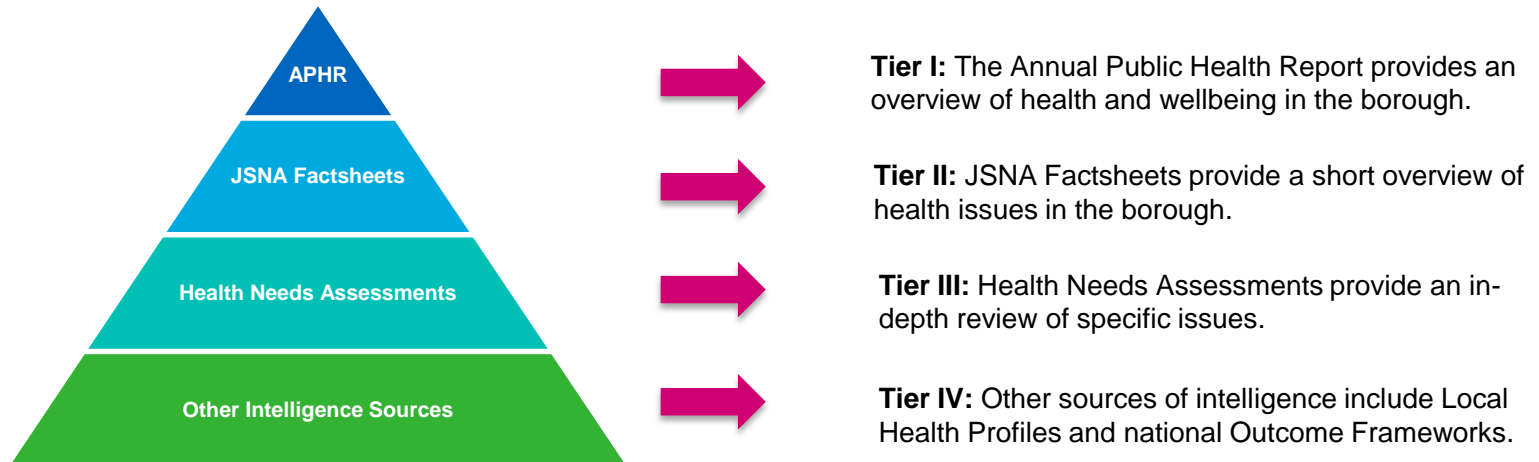 APHR
Tier I: The Annual Public Health Report provides an
overview of health and wellbeing in the borough.
JSNA Factsheets
Tier II: JSNA Factsheets provide a short overview of
health issues in the borough.
Health Needs Assessments
Tier III: Health Needs Assessments provide an in-
depth review of specific issues.
Other Intelligence Sources
Tier IV: Other sources of intelligence include Local
Health Profiles and national Outcome Frameworks.